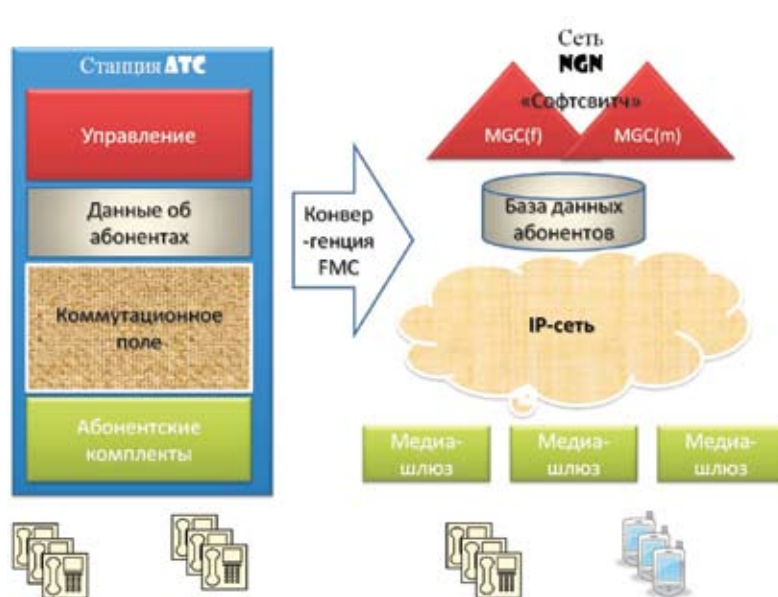 Станция АТС
Управление
Данные об
абонентах
Коммутационное
поле
Абонентские
комплекты
Конвер
-генция
FMC
Сеть
NGN
«Софтсвитч»
MGC(f)
MGC(m)
База данных
абонентов
IP-сеть
Медиа-
шлюз
Медиа-
шлюз
Медиа-
шлюз